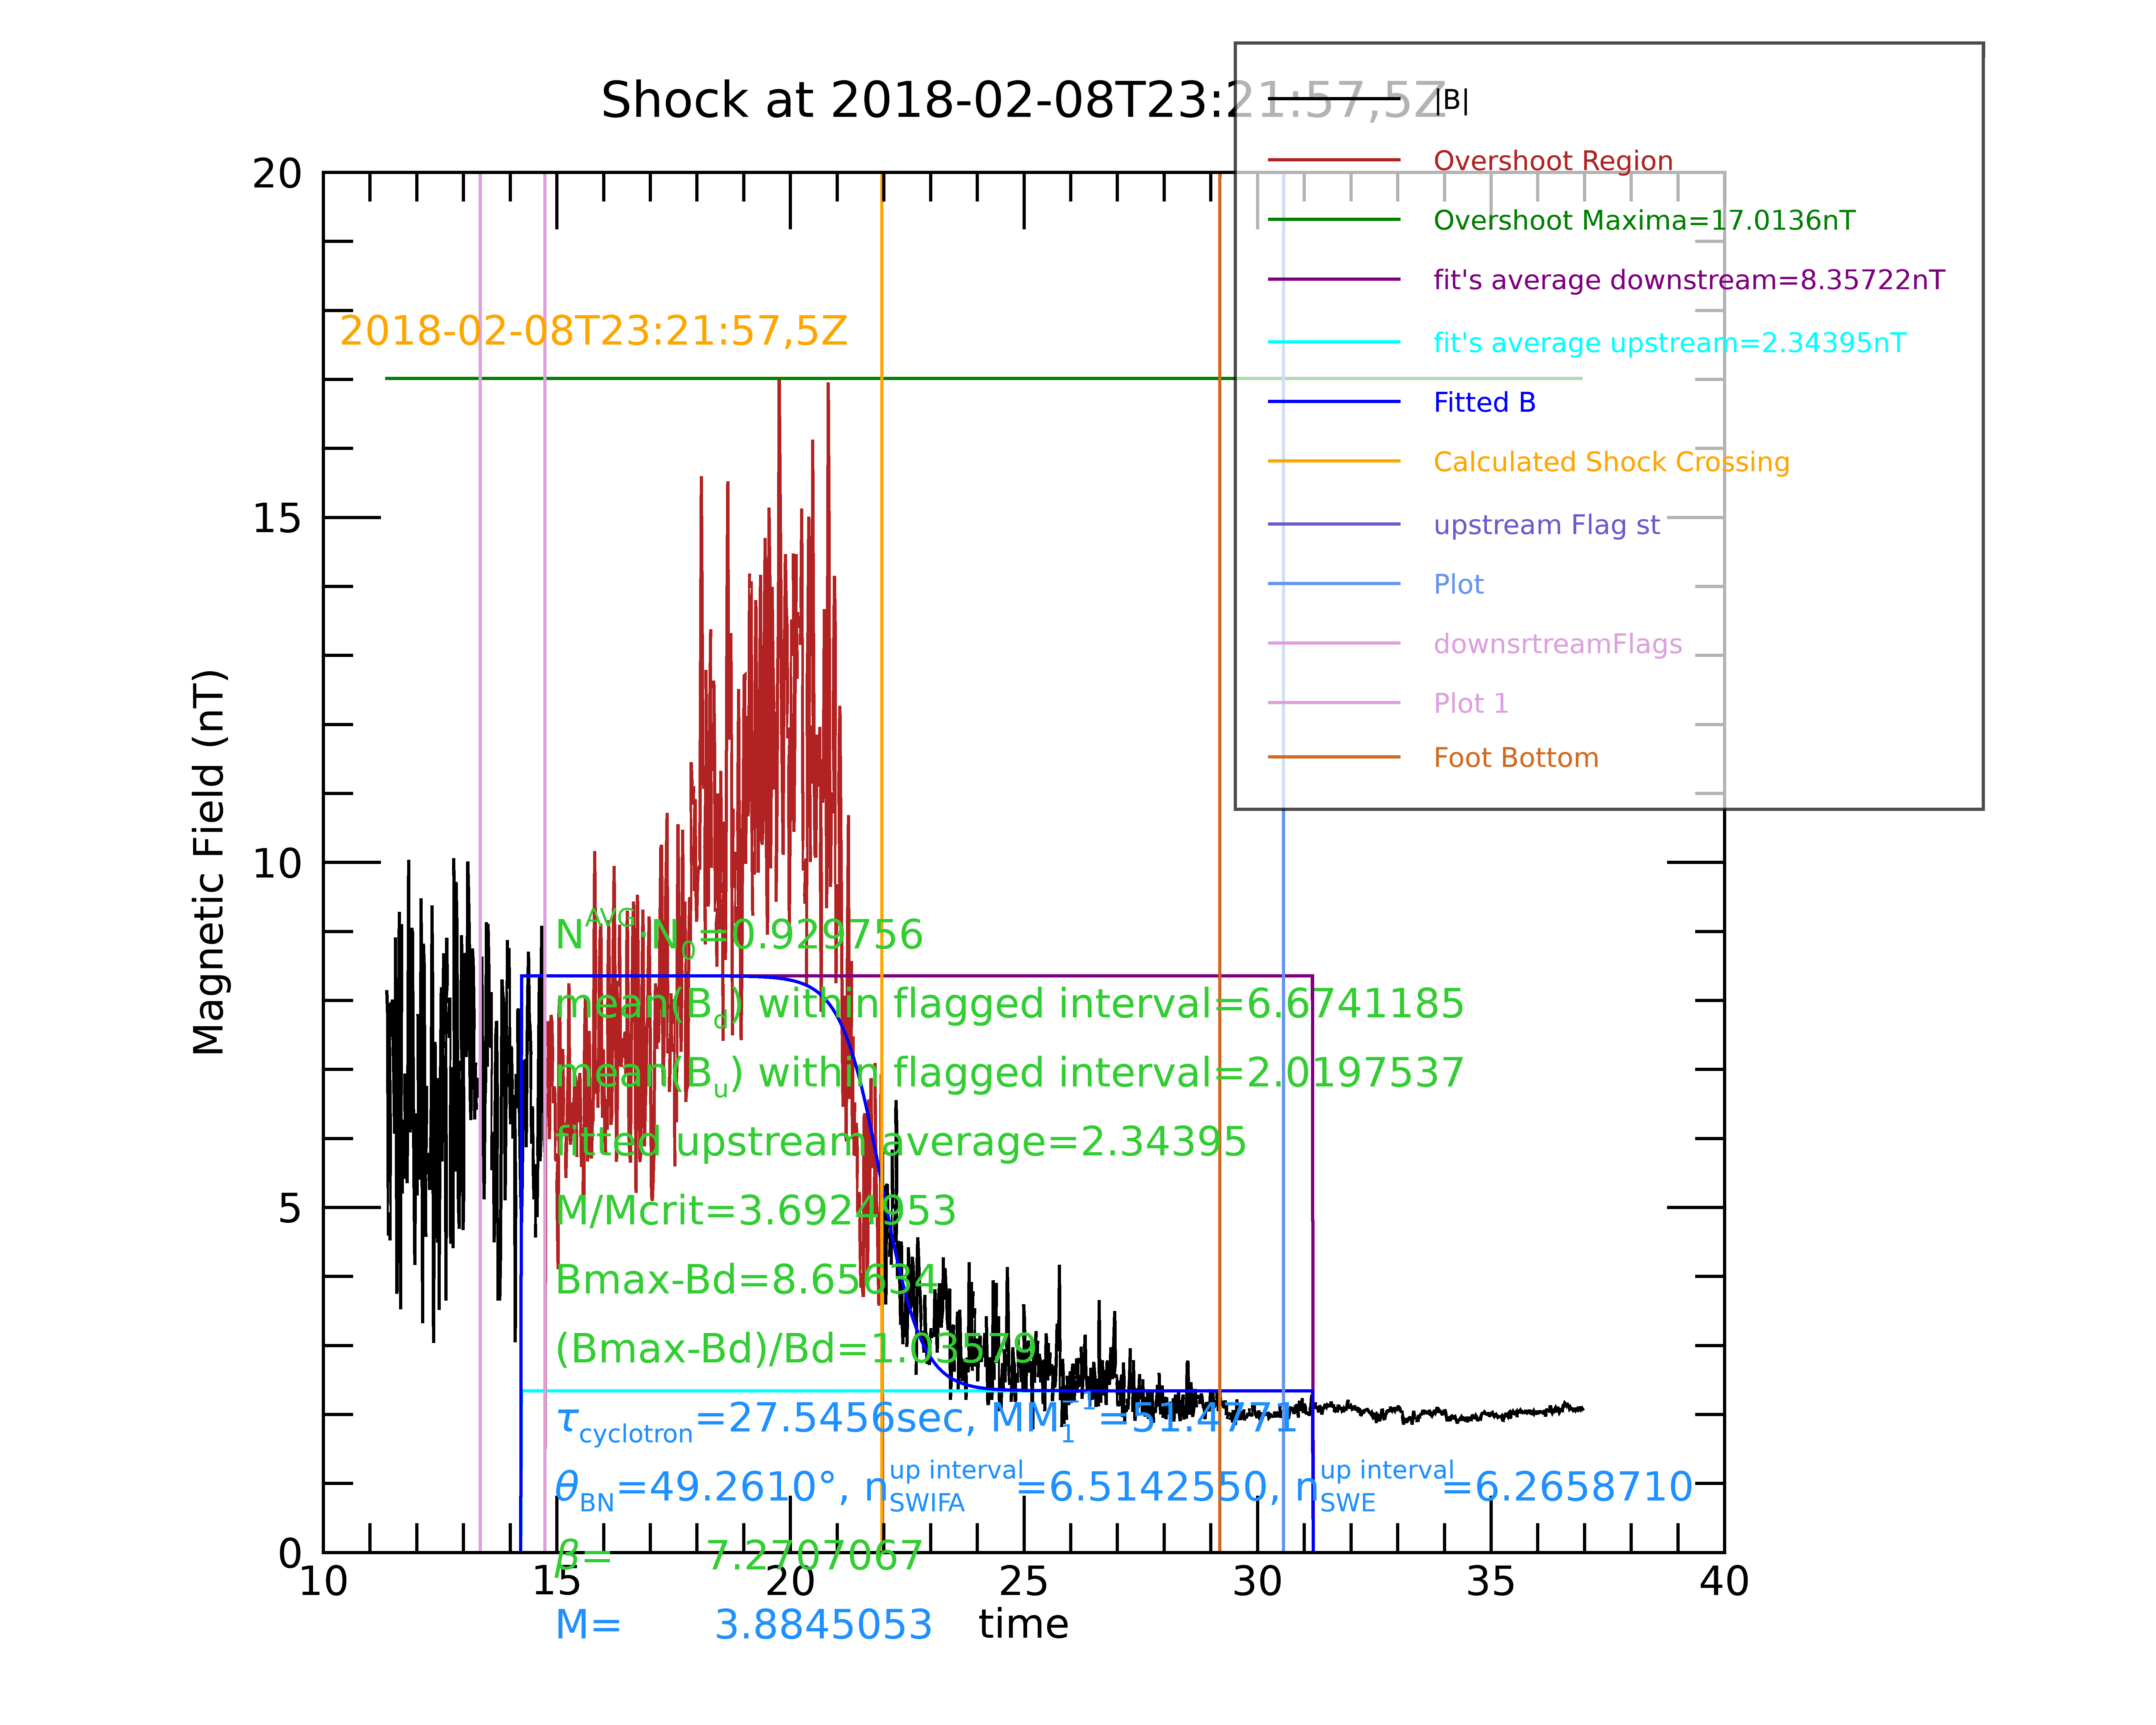 Shock at 2018-02-08T23:21:57,5Z
|B|
Overshoot Region
Overshoot Maxima=17.0136nT
fit's average downstream=8.35722nT
fit's average upstream=2.34395nT
Fitted B
Calculated Shock Crossing
upstream Flag st
Plot
downsrtreamFlags
Plot 1
Foot Bottom
2018-02-08T23:21:57,5Z
Magnetic Field (nT)
20
15
10
5
0
N^AVG·N_0=0.929756
mean(B_d) within flagged interval=6.6741185
mean(B_u) within flagged interval=2.0197537
fitted upstream average=2.34395
M/Mcrit=3.6924953
Bmax-Bd=8.65634
(Bmax-Bd)/Bd=1.03579
τ_cyclotron=27.5456sec, MM_1^-1=51.4771
θ_BN=49.2610°, n_SWIFA^up interval=6.5142550, n_SWE^up interval=6.2658710
β= 7.2707067
10 15 20 25 30 35 40
M= 3.8845053
time